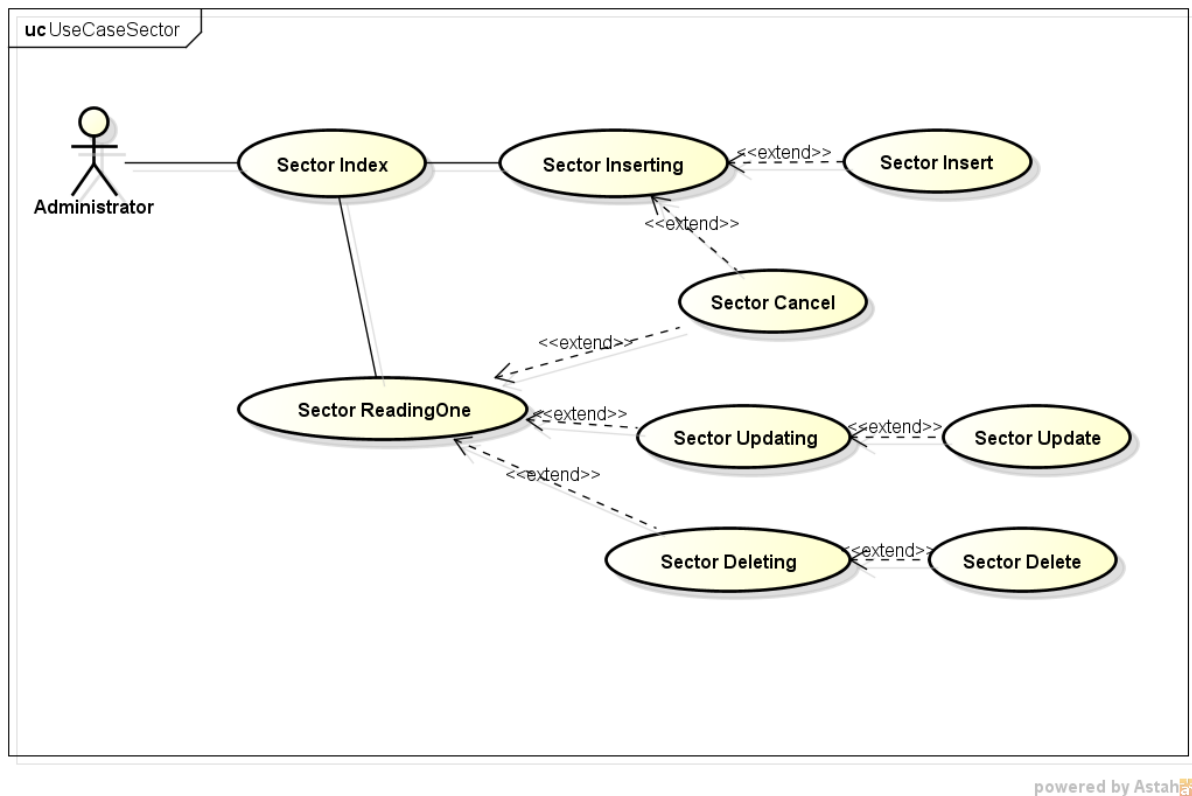 uc UseCaseSector
Sector Index
Sector Inserting
<<extend>>
Sector Insert
Administrator
<<extend>>
Sector Cancel
<<extend>>
Sector ReadingOne
<<extend>>
Sector Updating
<<extend>>
Sector Update
<<extend>>
Sector Deleting
<<extend>>
Sector Delete
powered by Astah